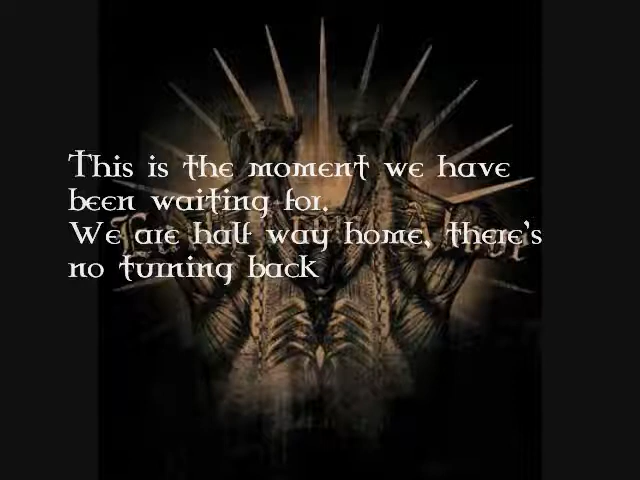 This is the moment we have
been waiting for.
We are half way home, there's
no turning back